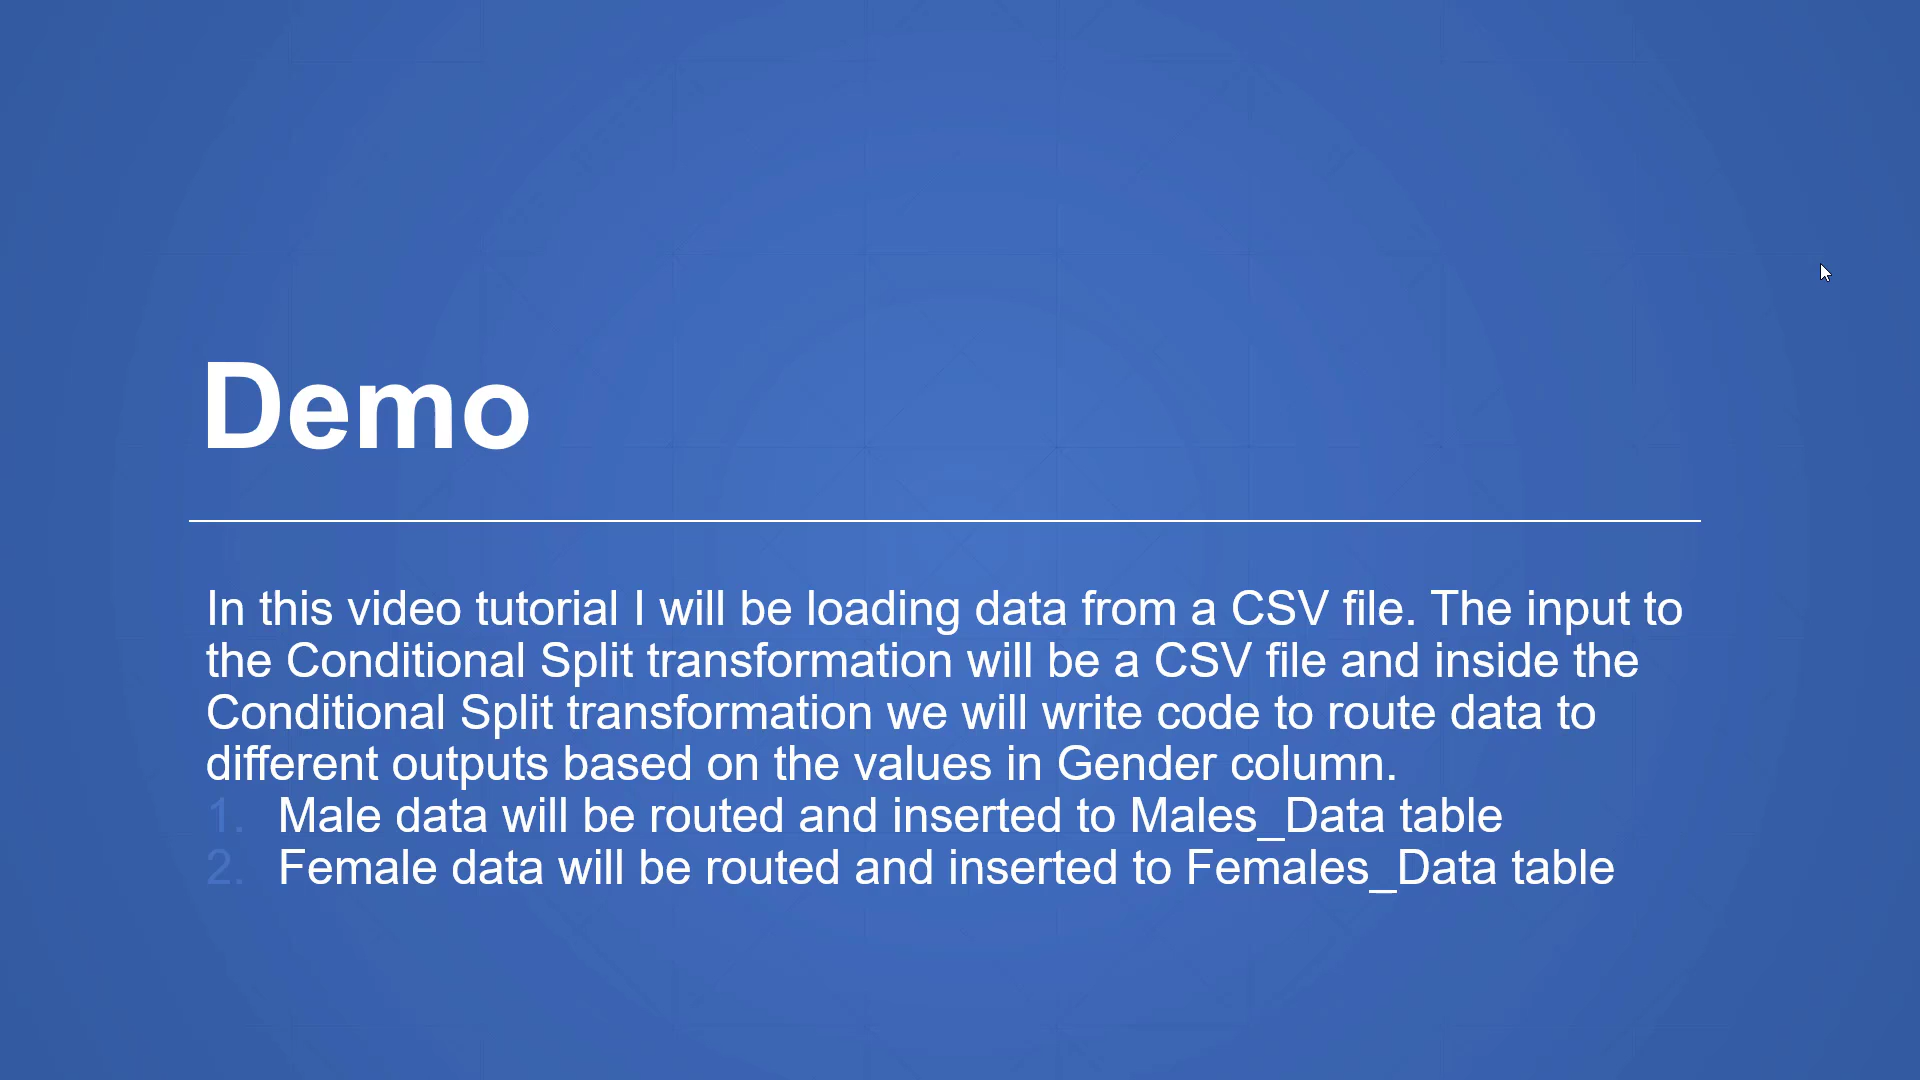 Demo
In this video tutorial I will be loading data from a CSV file. The input to
the Conditional Split transformation will be a CSV file and inside the
Conditional Split transformation we will write code to route data to
different outputs based on the values in Gender column.
1. Male data will be routed and inserted to Males_Data table
2. Female data will be routed and inserted to Females_Data table